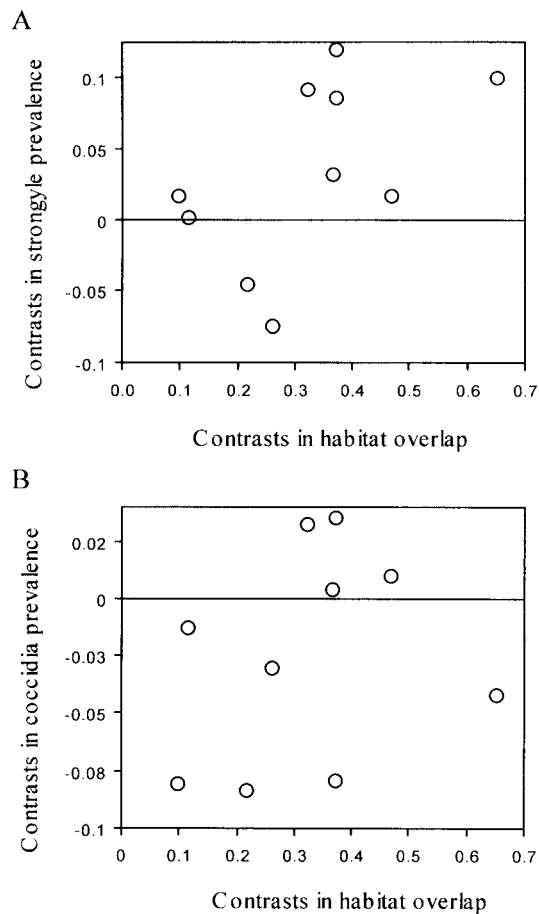 A
Contrasts in strongyle prevalence
0.1
0.05
0
-0.05
-0.1
0.0 0.1 0.2 0.3 0.4 0.5 0.6 0.7
Contrasts in habitat overlap
B
Contrasts in coccidia prevalence
0.02
0
-0.03
-0.05
-0.08
-0.1
0 0.1 0.2 0.3 0.4 0.5 0.6 0.7
Contrasts in habitat overlap